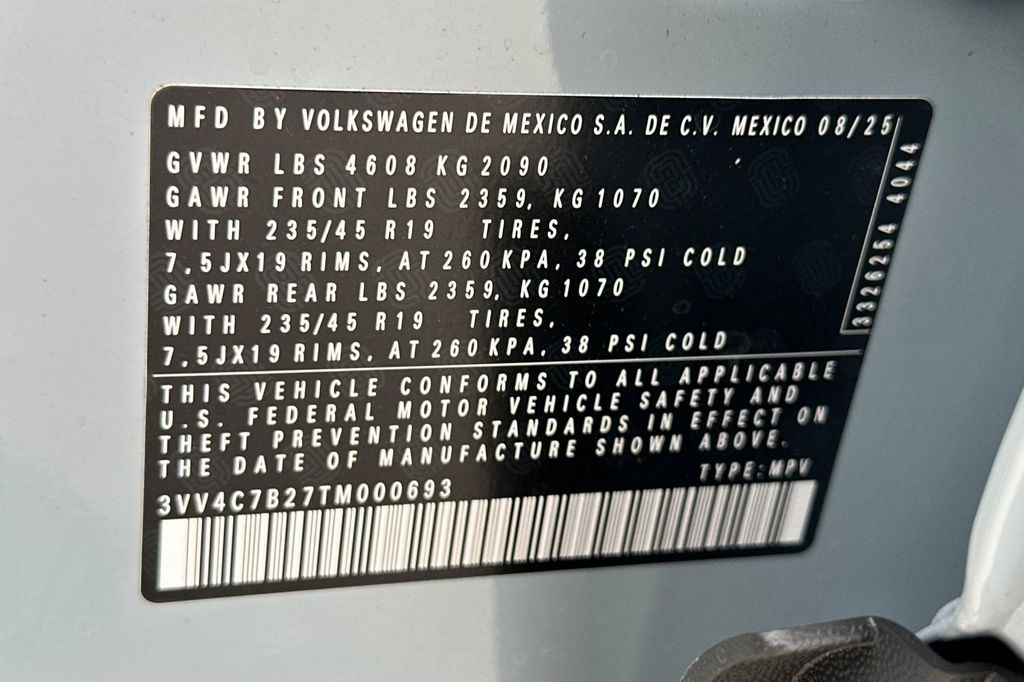 MFD BY VOLKSWAGEN DE MEXICO S.A. DE C.V. MEXICO 08/25
GVWR LBS 4608 KG 2090
GAWR FRONT LBS 2359, KG 1070
WITH 235/45 R19 TIRES,
7,5JX19 RIMS, AT 260 KPA, 38 PSI COLD
GAWR REAR LBS 2359, KG 1070
WITH 235/45 R19 TIRES,
7,5JX19 RIMS, AT 260 KPA, 38 PSI COLD
3326254 4044
THIS VEHICLE CONFORMS TO ALL APPLICABLE
U.S. FEDERAL MOTOR VEHICLE SAFETY AND
THEFT PREVENTION STANDARDS IN EFFECT ON
THE DATE OF MANUFACTURE SHOWN ABOVE.
TYPE:MPV
3VV4C7B27TM000693